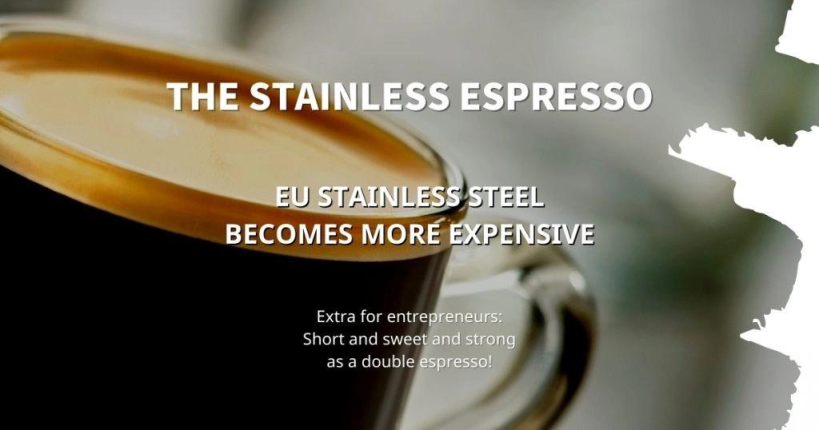 THE STAINLESS ESPRESSO
EU STAINLESS STEEL
BECOMES MORE EXPENSIVE
Extra for entrepreneurs:
Short and sweet and strong
as a double espresso!